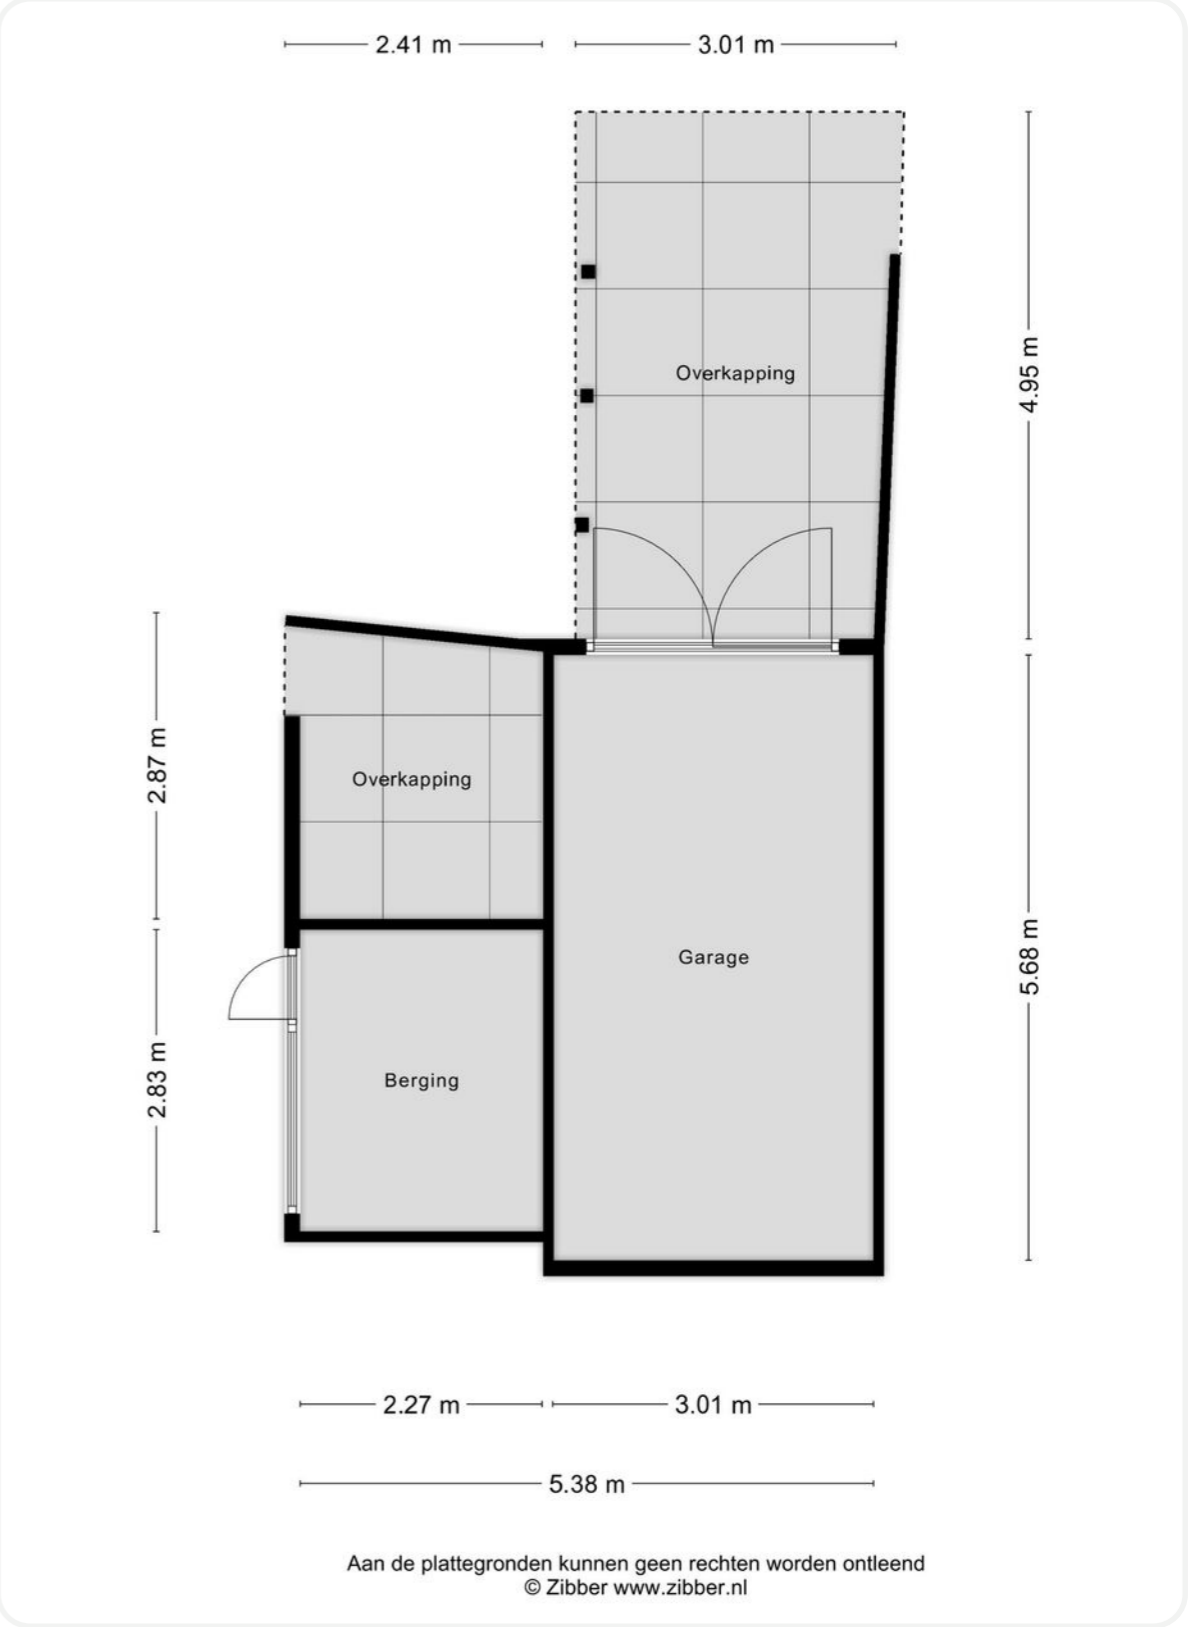 2.41 m
3.01 m
Overkapping
4.95 m
Overkapping
2.87 m
Garage
5.68 m
Berging
2.83 m
2.27 m
3.01 m
5.38 m
Aan de plattegronden kunnen geen rechten worden ontleend
© Zibber www.zibber.nl